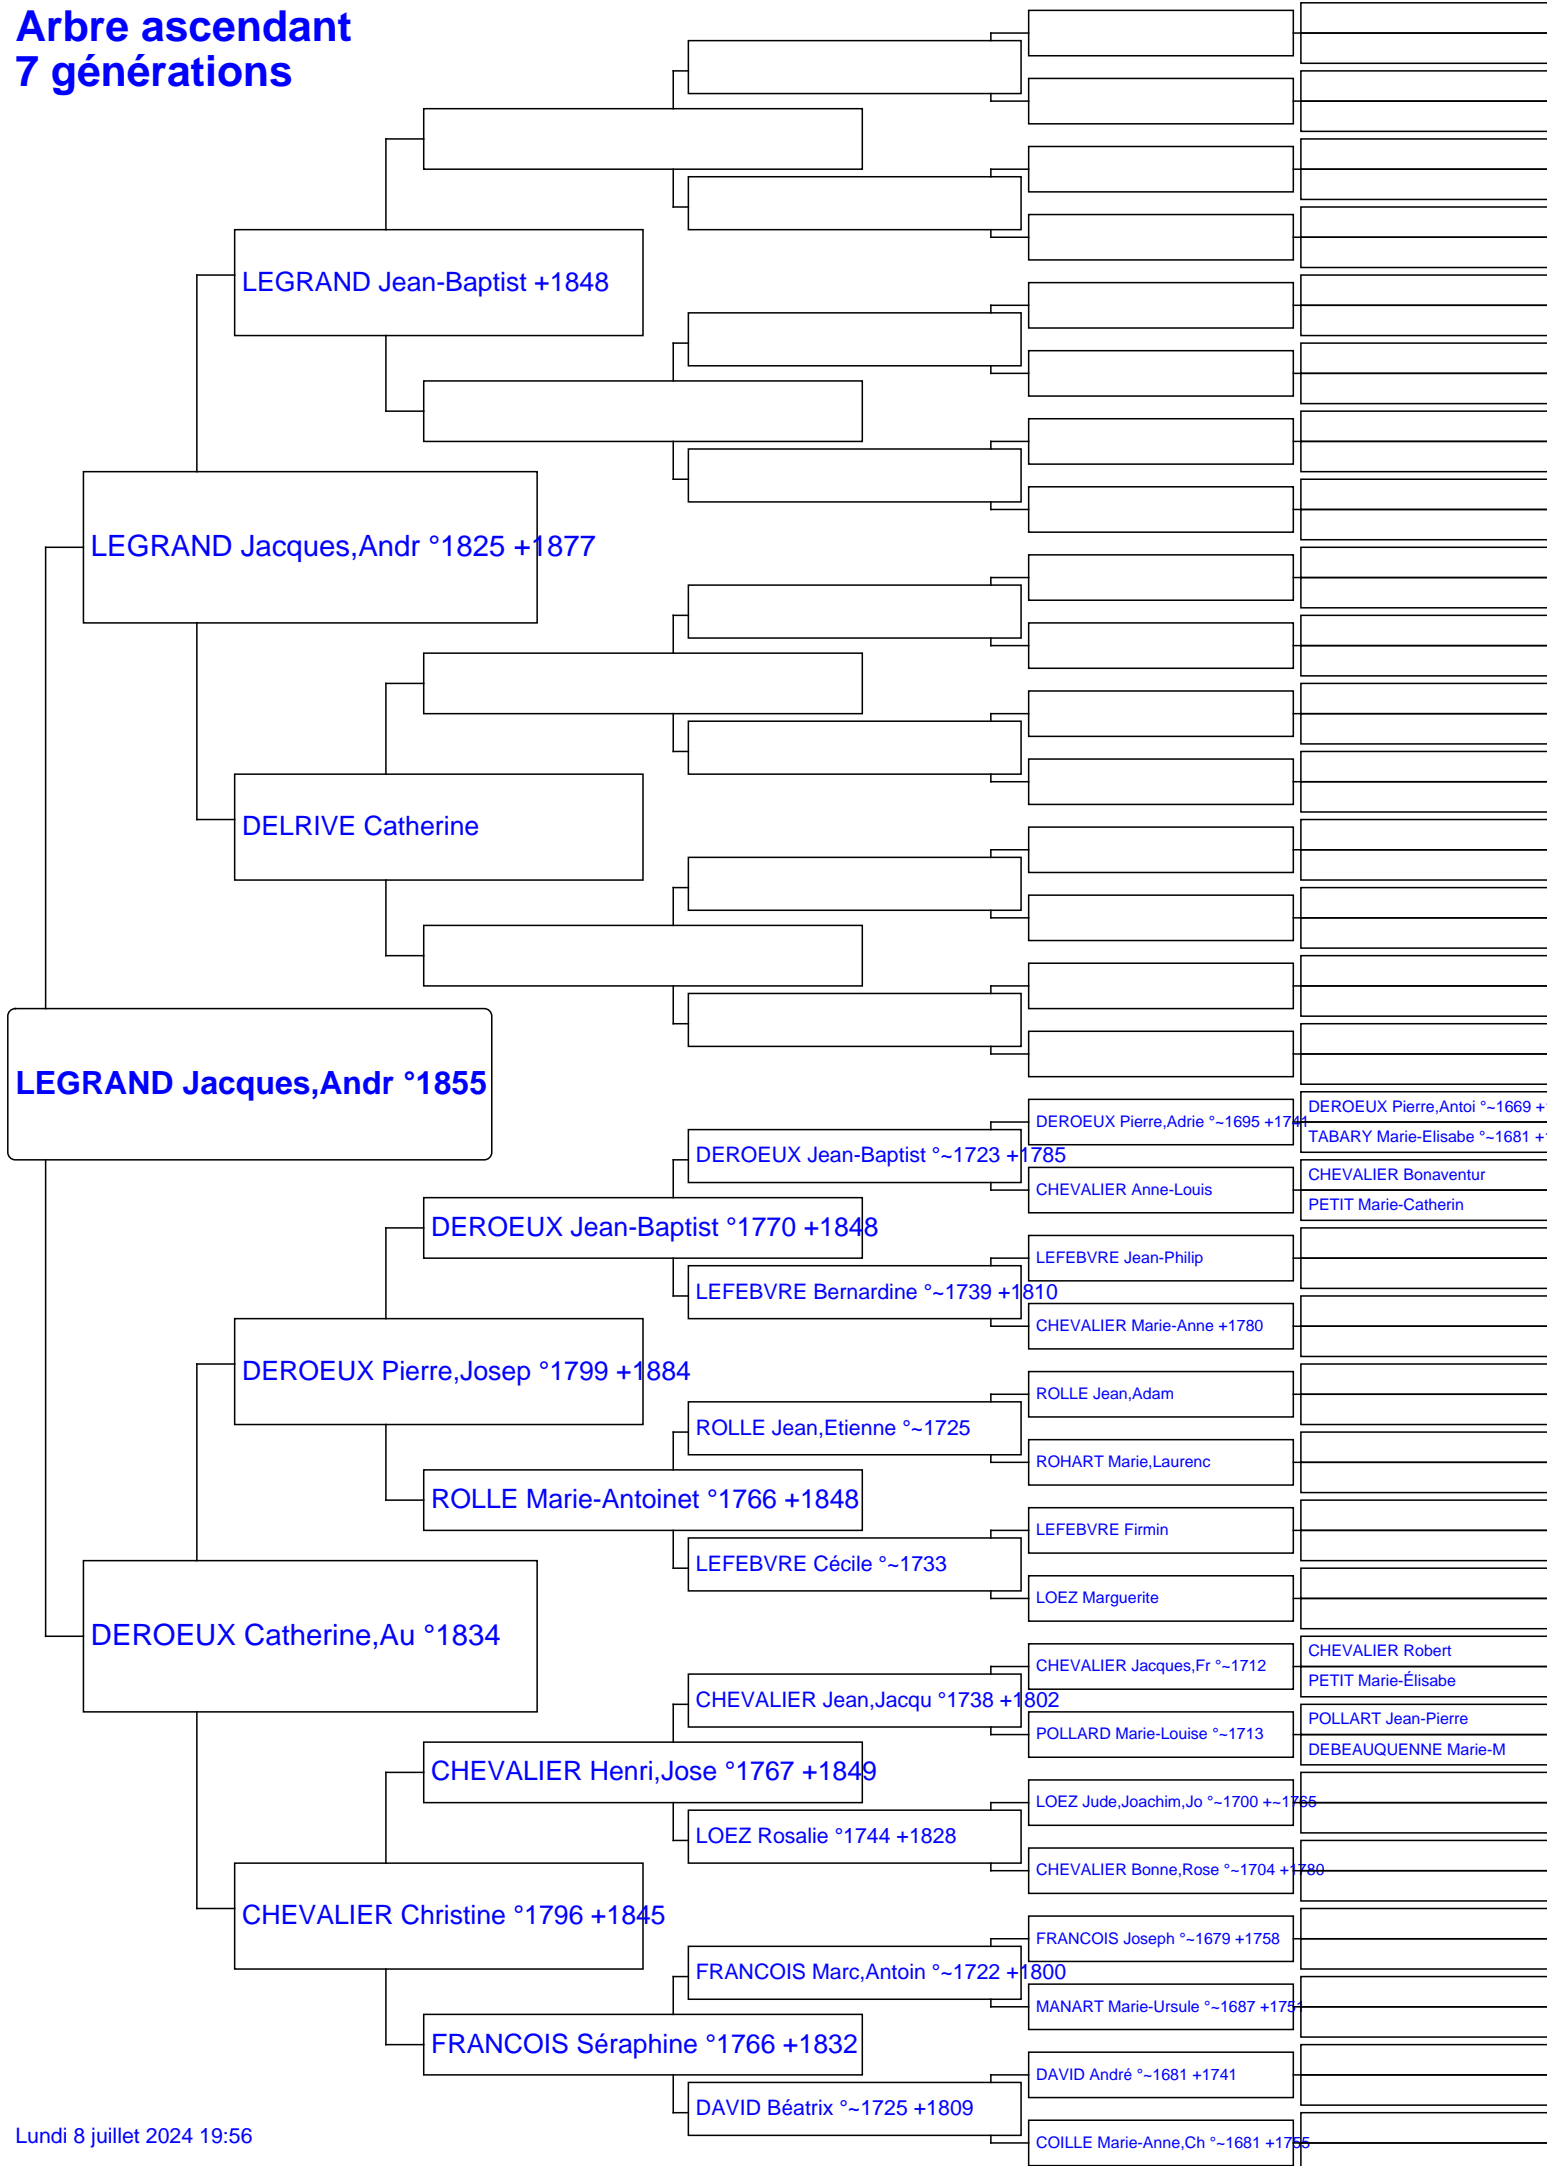 Arbre ascendant
7 générations
LEGRAND Jean-Baptist +1848
LEGRAND Jacques,Andr °1825 +1877
DELRIVE Catherine
LEGRAND Jacques,Andr °1855
DEROEUX Pierre,Adrie °~1695 +1741
DEROEUX Pierre,Antoi °~1669 +
TABARY Marie-Elisabe °~1681 +
DEROEUX Jean-Baptist °~1723 +1785
CHEVALIER Bonaventur
CHEVALIER Anne-Louis
PETIT Marie-Catherin
DEROEUX Jean-Baptist °1770 +1848
LEFEBVRE Jean-Philip
LEFEBVRE Bernardine °~1739 +1810
CHEVALIER Marie-Anne +1780
DEROEUX Pierre,Josep °1799 +1884
ROLLE Jean,Adam
ROLLE Jean,Etienne °~1725
ROHART Marie,Laurenc
ROLLE Marie-Antoinet °1766 +1848
LEFEBVRE Firmin
LEFEBVRE Cécile °~1733
LOEZ Marguerite
DEROEUX Catherine,Au °1834
CHEVALIER Robert
CHEVALIER Jacques,Fr °~1712
PETIT Marie-Élisabe
CHEVALIER Jean,Jacqu °1738 +1802
POLLART Jean-Pierre
POLLARD Marie-Louise °~1713
DEBEAUQUENNE Marie-M
CHEVALIER Henri,Jose °1767 +1849
LOEZ Jude,Joachim,Jo °~1700 +~1765
LOEZ Rosalie °1744 +1828
CHEVALIER Bonne,Rose °~1704 +1780
CHEVALIER Christine °1796 +1845
FRANCOIS Joseph °~1679 +1758
FRANCOIS Marc,Antoin °~1722 +1800
MANART Marie-Ursule °~1687 +1751
FRANCOIS Séraphine °1766 +1832
DAVID André °~1681 +1741
DAVID Béatrix °~1725 +1809
COILLE Marie-Anne,Ch °~1681 +1755
Lundi 8 juillet 2024 19:56